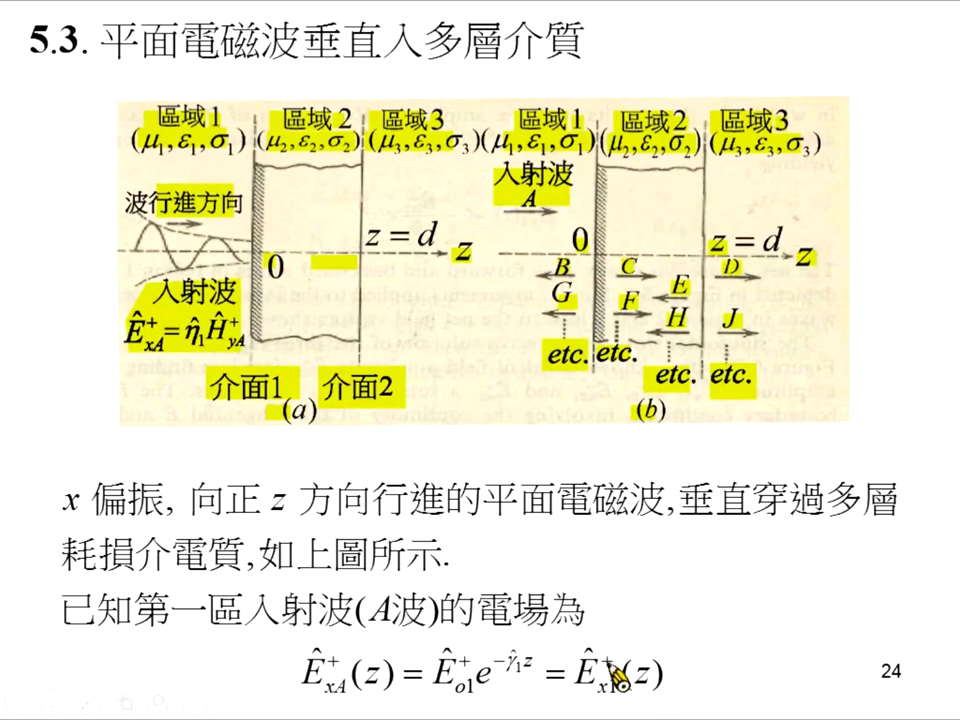 5.3. 平面電磁波垂直入多層介質
區域1 區域2 區域3 區域1 區域2 區域3
(μ₁,ε₁,σ₁) (μ₂,ε₂,σ₂) (μ₃,ε₃,σ₃) (μ₁,ε₁,σ₁) (μ₂,ε₂,σ₂) (μ₃,ε₃,σ₃)
波行進方向
0
z = d
z
入射波
Ê⁺xA = η̂₁Ĥ⁺yA
介面1 介面2
(a)
入射波
A
0
z = d
z
B C D
G F E
H J
etc. etc.
etc. etc.
(b)
x 偏振, 向正 z 方向行進的平面電磁波,垂直穿過多層
耗損介電質,如上圖所示.
已知第一區入射波(A波)的電場為
Ê⁺xA(z) = Ê⁺o1 e^(−γ̂₁z) = Ê⁺x1(z)
24